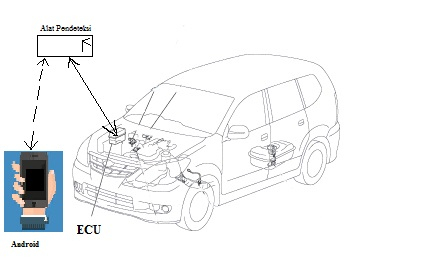 Alat Pendeteksi
ECU
Android